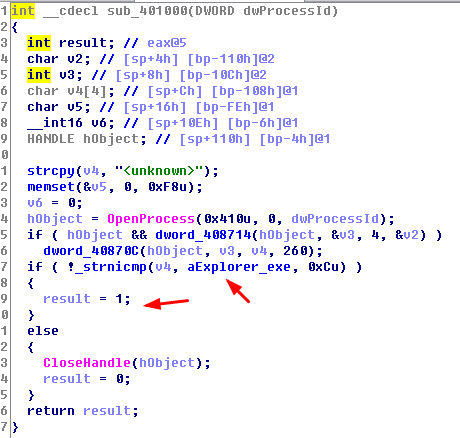 1 int __cdecl sub_401000(DWORD dwProcessId)
2 {
3 int result; // eax@5
4 char v2; // [sp+4h] [bp-110h]@2
5 int v3; // [sp+8h] [bp-10Ch]@2
6 char v4[4]; // [sp+Ch] [bp-108h]@1
7 char v5; // [sp+16h] [bp-FEh]@1
8 __int16 v6; // [sp+10Eh] [bp-6h]@1
9 HANDLE hObject; // [sp+110h] [bp-4h]@1
0
1 strcpy(v4, "<unknown>");
2 memset(&v5, 0, 0xF8u);
3 v6 = 0;
4 hObject = OpenProcess(0x410u, 0, dwProcessId);
5 if ( hObject && dword_408714(hObject, &v3, 4, &v2) )
6 dword_40870C(hObject, v3, v4, 260);
7 if ( !_strnicmp(v4, aExplorer_exe, 0xCu) )
8 {
9 result = 1;
0 }
1 else
2 {
3 CloseHandle(hObject);
4 result = 0;
5 }
6 return result;
7 }